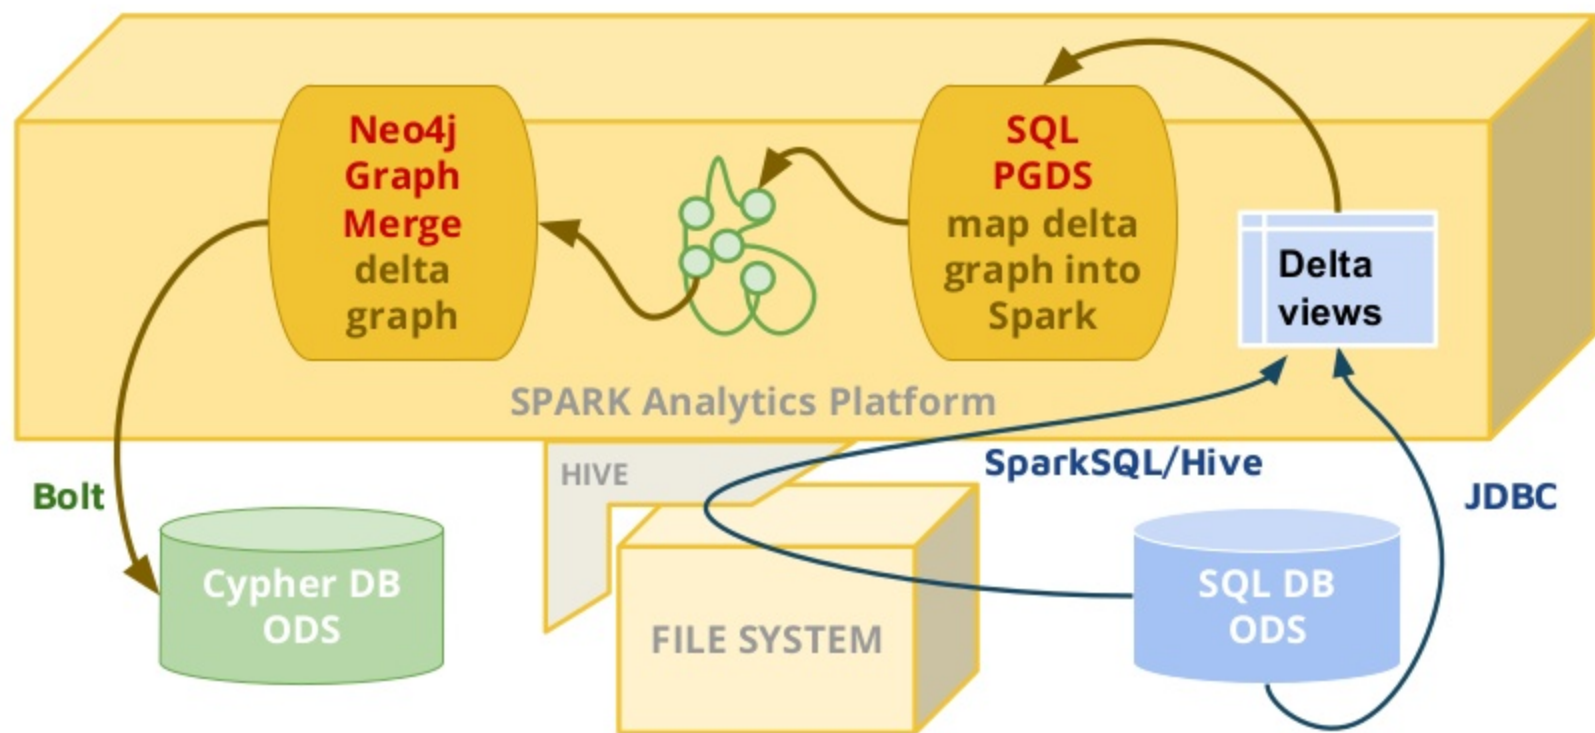 Neo4j
Graph
Merge
delta
graph
SQL
PGDS
map delta
graph into
Spark
Delta
views
SPARK Analytics Platform
HIVE
SparkSQL/Hive
JDBC
Bolt
Cypher DB
ODS
FILE SYSTEM
SQL DB
ODS